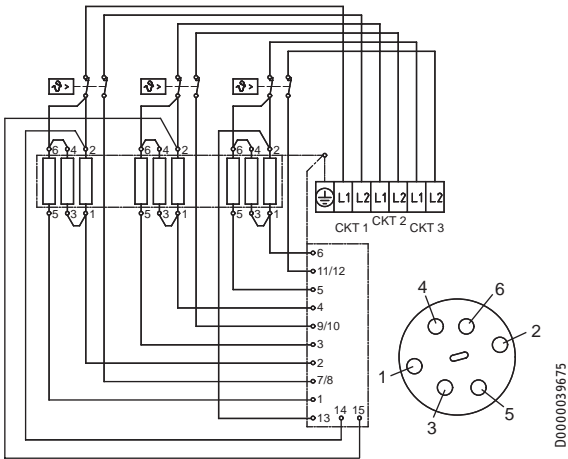 6 4 2 6 4 2 6 4 2
5 3 1 5 3 1 5 3 1
L1 L2 L1 L2 L1 L2
CKT 1 CKT 2 CKT 3
6
11/12
5
4
9/10
3
2
7/8
1
13 14 15
4 6
2
1
3 5
D0000039675